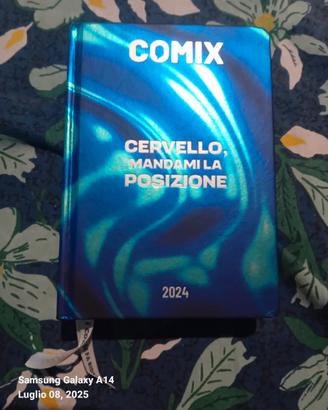 COMIX
CERVELLO,
MANDAMI LA
POSIZIONE
2024
Samsung Galaxy A14
Luglio 08, 2025